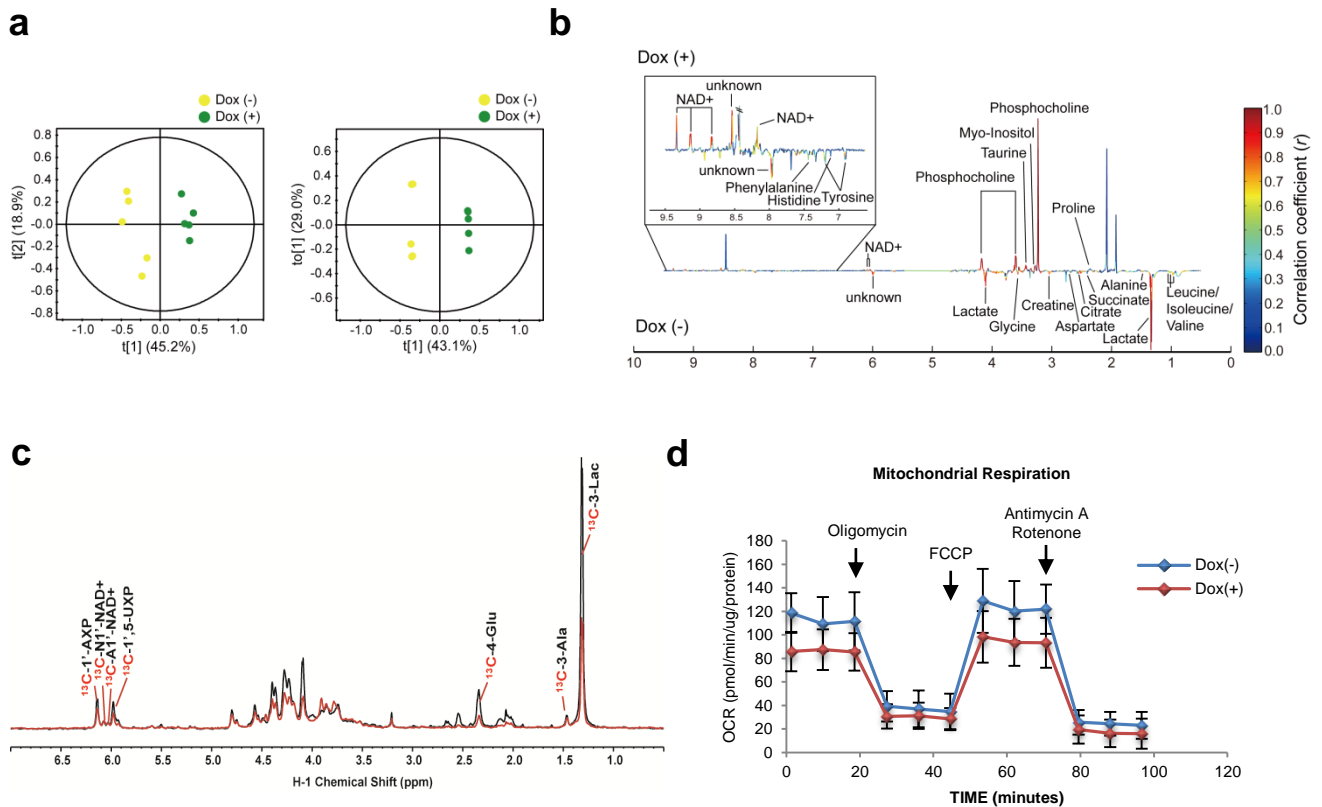 a
Dox (-)
Dox (+)
0.8
0.6
0.4
0.2
-0.0
-0.2
-0.4
-0.6
-0.8
t[2] (18.9%)
-1.0 -0.5 0.0 0.5 1.0
t[1] (45.2%)
Dox (-)
Dox (+)
0.6
0.4
0.2
-0.0
-0.2
-0.4
-0.6
to[1] (29.0%)
-1.0 -0.5 0.0 0.5 1.0
t[1] (43.1%)
b
Dox (+)
unknown
NAD+
NAD+
unknown
Phenylalanine
Histidine
Tyrosine
9.5 9 8.5 8 7.5 7
Phosphocholine
Myo-Inositol
Taurine
Phosphocholine
Proline
NAD+
unknown
Lactate
Glycine
Creatine
Aspartate
Citrate
Succinate
Alanine
Lactate
Leucine/
Isoleucine/
Valine
Dox (-)
10 9 8 7 6 5 4 3 2 1 0
1.0
0.9
0.8
0.7
0.6
0.5
0.4
0.3
0.2
0.1
0.0
Correlation coefficient (r)
c
13C-1'-AXP
13C-N1'-NAD+
13C-A1'-NAD+
13C-1',5-UXP
13C-4-Glu
13C-3-Ala
13C-3-Lac
6.5 6.0 5.5 5.0 4.5 4.0 3.5 3.0 2.5 2.0 1.5 1.0
H-1 Chemical Shift (ppm)
d
Mitochondrial Respiration
Oligomycin
FCCP
Antimycin A
Rotenone
Dox(-)
Dox(+)
180
160
140
120
100
80
60
40
20
0
OCR (pmol/min/ug/protein)
0 20 40 60 80 100 120
TIME (minutes)